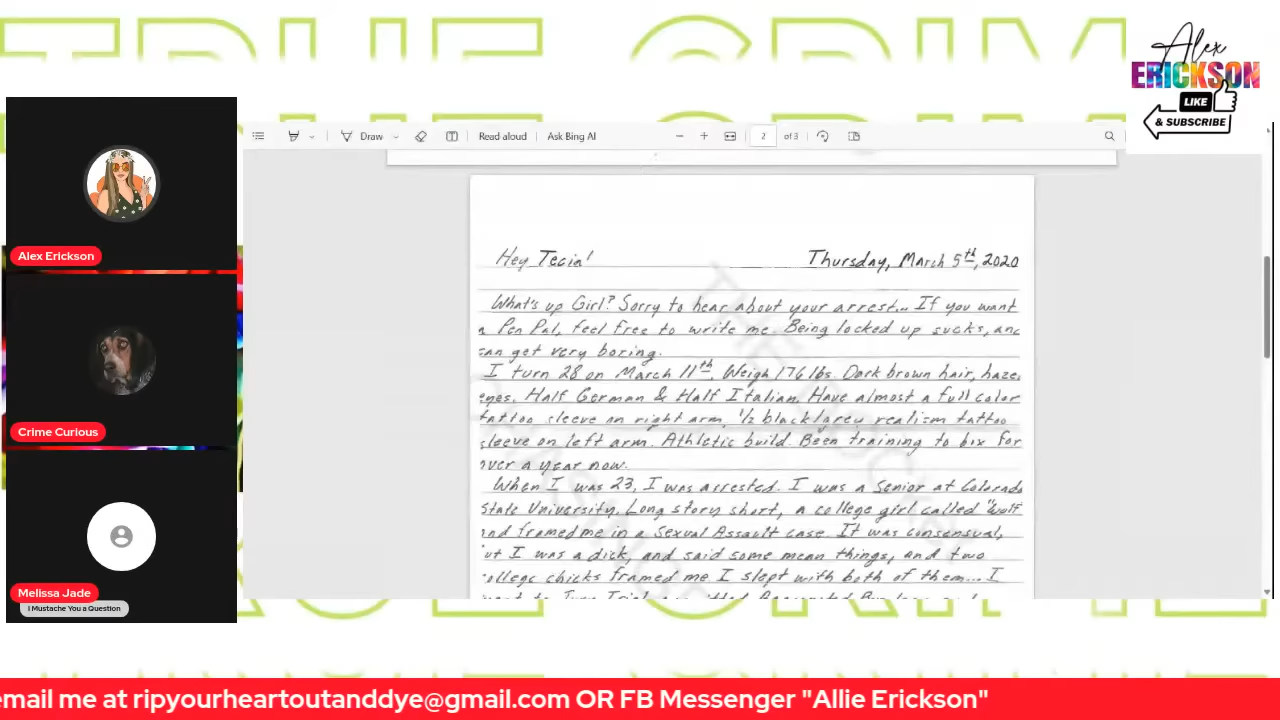 TRUE CRIME
Alex
ERICKSON
LIKE
& SUBSCRIBE
Draw
Read aloud
Ask Bing AI
2
of 3
Alex Erickson
Crime Curious
Melissa Jade
I Mustache You a Question
Hey Tecia! Thursday, March 5th, 2020
What's up Girl? Sorry to hear about your arrest... If you want
a Pen Pal, feel free to write me. Being locked up sucks, and
can get very boring.
I turn 28 on March 11th. Weigh 176 lbs. Dark brown hair, haze
eyes. Half German & Half Italian. Have almost a full color
tattoo sleeve on right arm. 1/2 black/grey realism tattoo
sleeve on left arm. Athletic build. Been training to box for
over a year now.
When I was 23, I was arrested. I was a Senior at Colorado
State University. Long story short, a college girl called "wolf"
and framed me in a Sexual Assault case. It was consensual,
but I was a dick, and said some mean things, and two
college chicks framed me. I slept with both of them... I
email me at ripyourheartoutanddye@gmail.com OR FB Messenger "Allie Erickson"